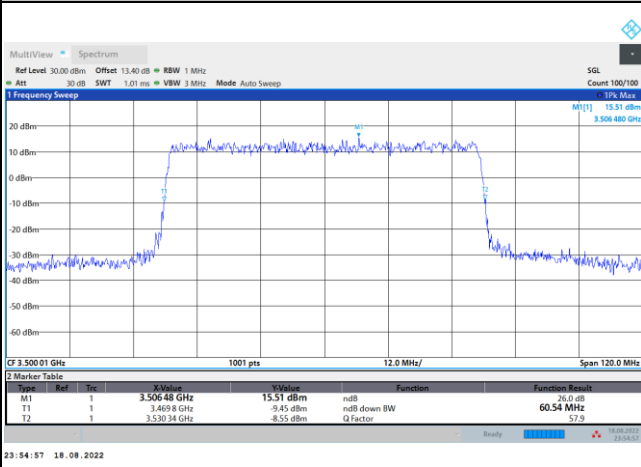 MultiView Spectrum
Ref Level 30.00 dBm Offset 13.40 dB RBW 1 MHz SGL
Att 30 dB SWT 1.01 ms VBW 3 MHz Mode Auto Sweep Count 100/100
1 Frequency Sweep 1Pk Max
M1[1] 15.51 dBm
3.506 480 GHz
M1
20 dBm
10 dBm
0 dBm
T1 T2
-10 dBm
-20 dBm
-30 dBm
-40 dBm
-50 dBm
-60 dBm
CF 3.500 01 GHz 1001 pts 12.0 MHz/ Span 120.0 MHz
2 Marker Table
Type Ref Trc X-Value Y-Value Function Function Result
M1 1 3.506 48 GHz 15.51 dBm ndB 26.0 dB
T1 1 3.469 8 GHz -9.45 dBm ndB down BW 60.54 MHz
T2 1 3.530 34 GHz -8.55 dBm Q Factor 57.9
Ready 18.08.2022
23:54:57
23:54:57 18.08.2022